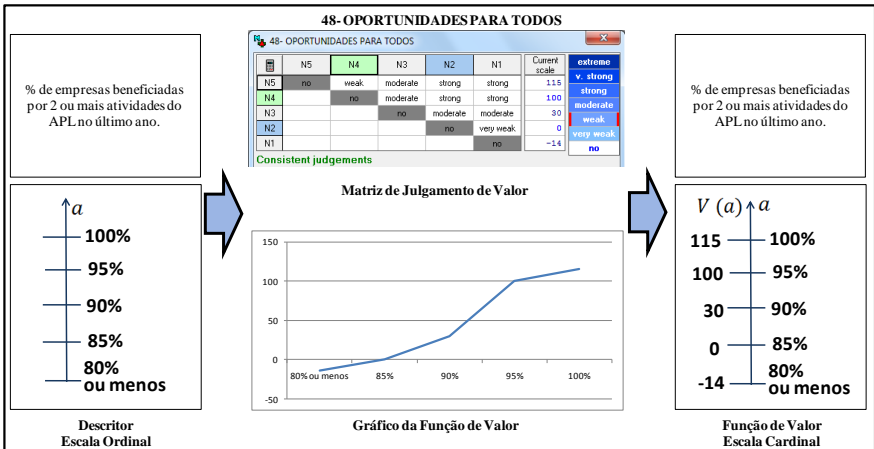 48- OPORTUNIDADES PARA TODOS
% de empresas beneficiadas
por 2 ou mais atividades do
APL no último ano.
48- OPORTUNIDADES PARA TODOS
N5 N4 N3 N2 N1 Current scale
N5 no weak moderate strong strong 115
N4 no moderate strong strong 100
N3 no moderate moderate 30
N2 no very weak 0
N1 no -14
extreme
v. strong
strong
moderate
weak
very weak
no
Consistent judgements
% de empresas beneficiadas
por 2 ou mais atividades do
APL no último ano.
Matriz de Julgamento de Valor
a
100%
95%
90%
85%
80%
ou menos
150
100
50
0
-50
80% ou menos 85% 90% 95% 100%
V (a) a
115 100%
100 95%
30 90%
0 85%
-14 80%
ou menos
Descritor
Escala Ordinal
Gráfico da Função de Valor
Função de Valor
Escala Cardinal